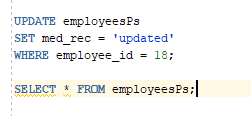 UPDATE employeesPs
SET med_rec = 'updated'
WHERE employee_id = 18;
SELECT * FROM employeesPs;